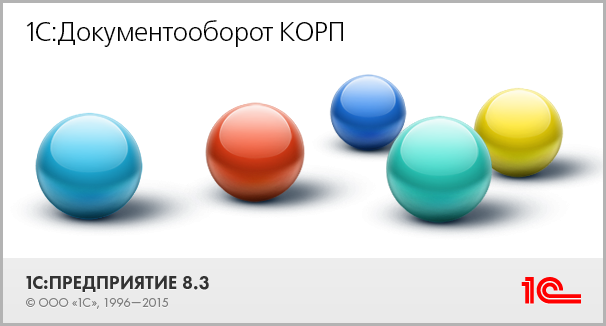 1С:Документооборот КОРП
1С:ПРЕДПРИЯТИЕ 8.3
© ООО «1С», 1996—2015
1С